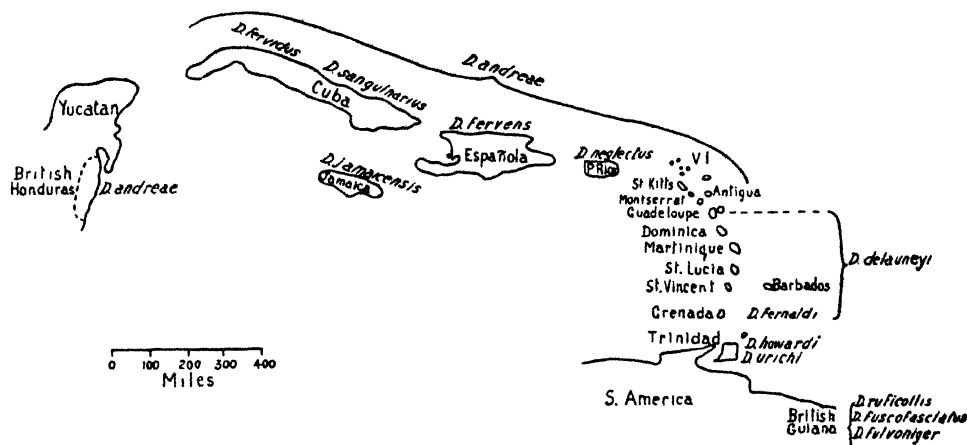 D. fervidus
D. sanguinarius
Cuba
D. andreae
Yucatan
British
Honduras
D. andreae
D. Jamaicensis
Jamaica
D. fervens
Española
D. neglectus
P Rico
V I
St Kitts
Antigua
Montserrat
Guadeloupe
Dominica
Martinique
St. Lucia
St. Vincent
Barbados
D. delauneyi
Grenada
D. Fernaldi
Trinidad
D. howardi
D. urichi
0 100 200 300 400
Miles
S. America
British
Guiana
D. ruficollis
D. fuscofasciatus
D. fulvoniger